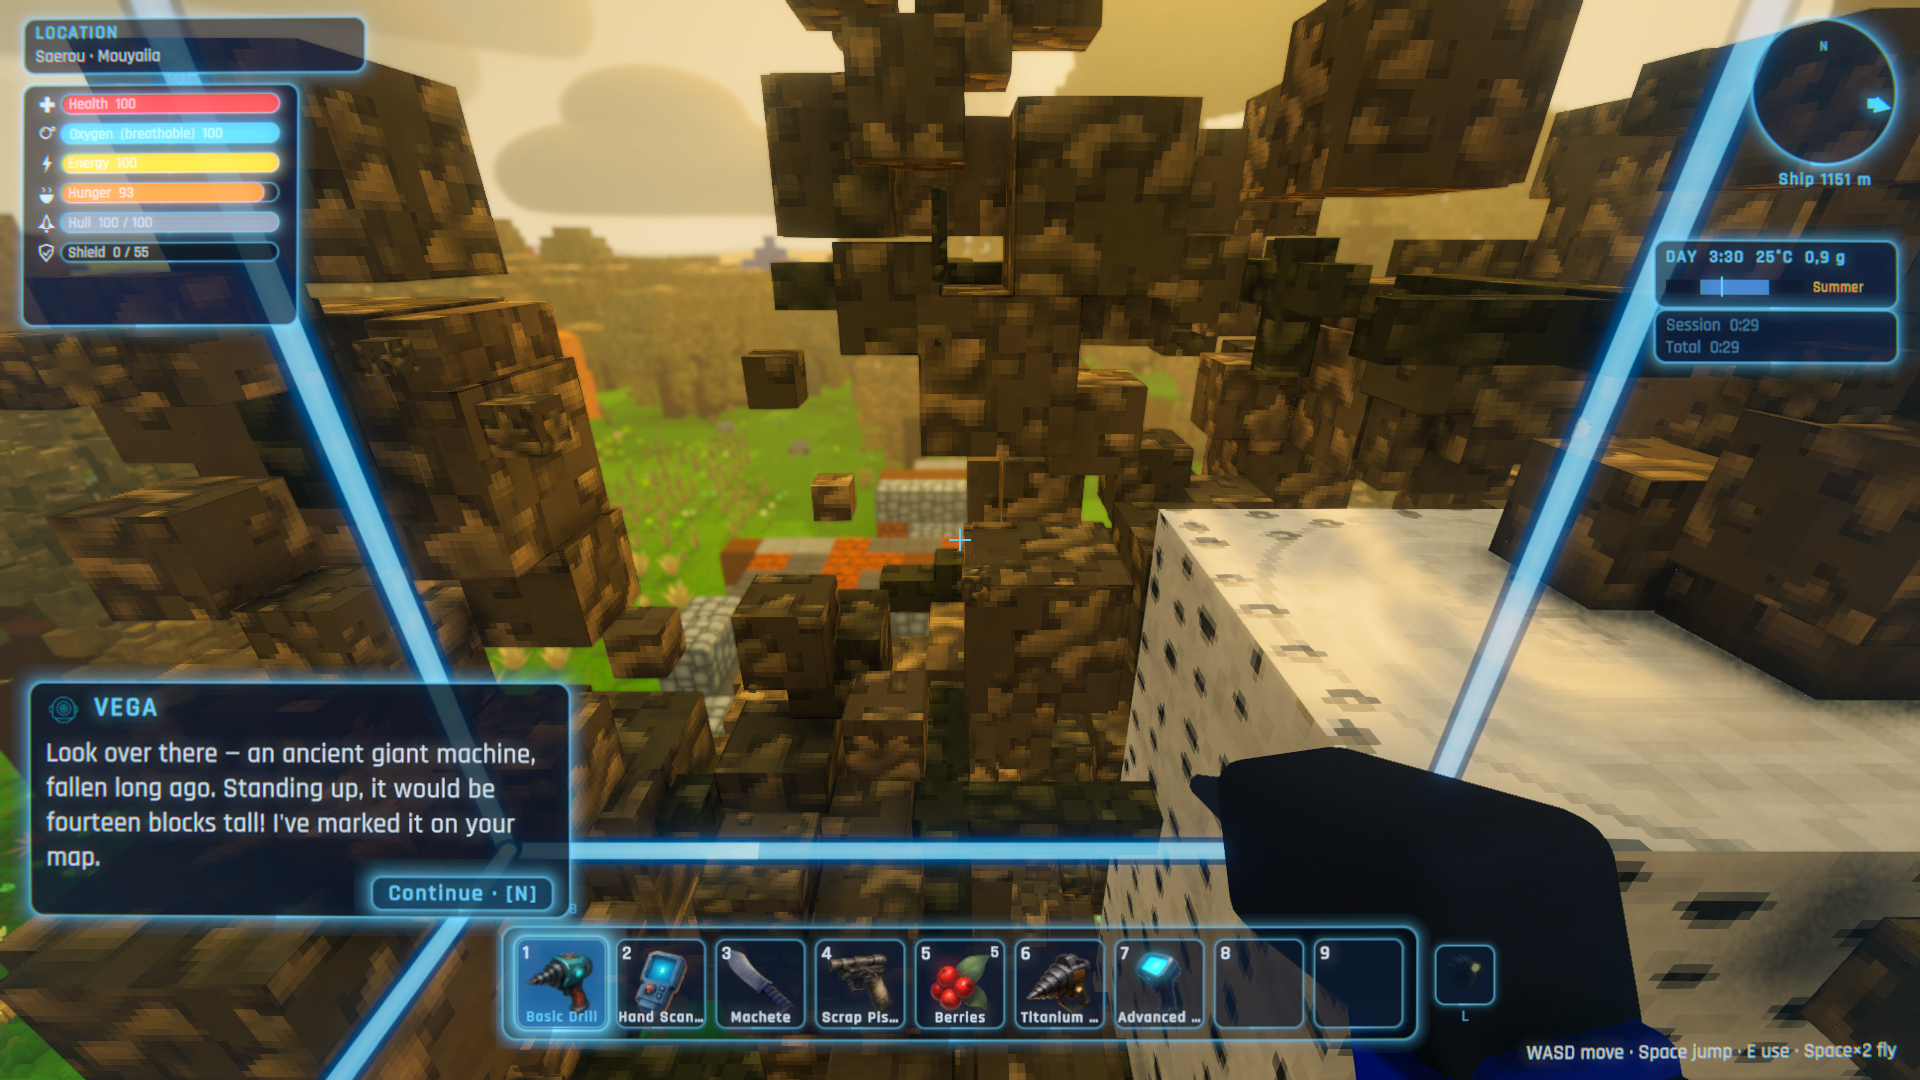 LOCATION
Saerou · Mouyalia
Health 100
Oxygen (breathable) 100
Energy 100
Hunger 93
Hull 100 / 100
Shield 0 / 55
N
Ship 1151 m
DAY 3:30 25°C 0,9 g
Summer
Session 0:29
Total 0:29
VEGA
Look over there – an ancient giant machine,
fallen long ago. Standing up, it would be
fourteen blocks tall! I've marked it on your
map.
Continue · [N]
1 Basic Drill
2 Hand Scan...
3 Machete
4 Scrap Pis...
5 5 Berries
6 Titanium ...
7 Advanced ...
8
9
L
WASD move · Space jump · E use · Space×2 fly